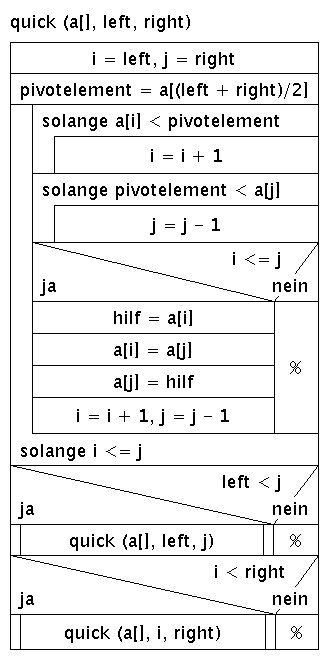 quick (a[], left, right)
i = left, j = right
pivotelement = a[(left + right)/2]
solange a[i] < pivotelement
i = i + 1
solange pivotelement < a[j]
j = j - 1
i <= j
ja nein
hilf = a[i]
a[i] = a[j]
%
a[j] = hilf
i = i + 1, j = j - 1
solange i <= j
left < j
ja nein
quick (a[], left, j) %
i < right
ja nein
quick (a[], i, right) %